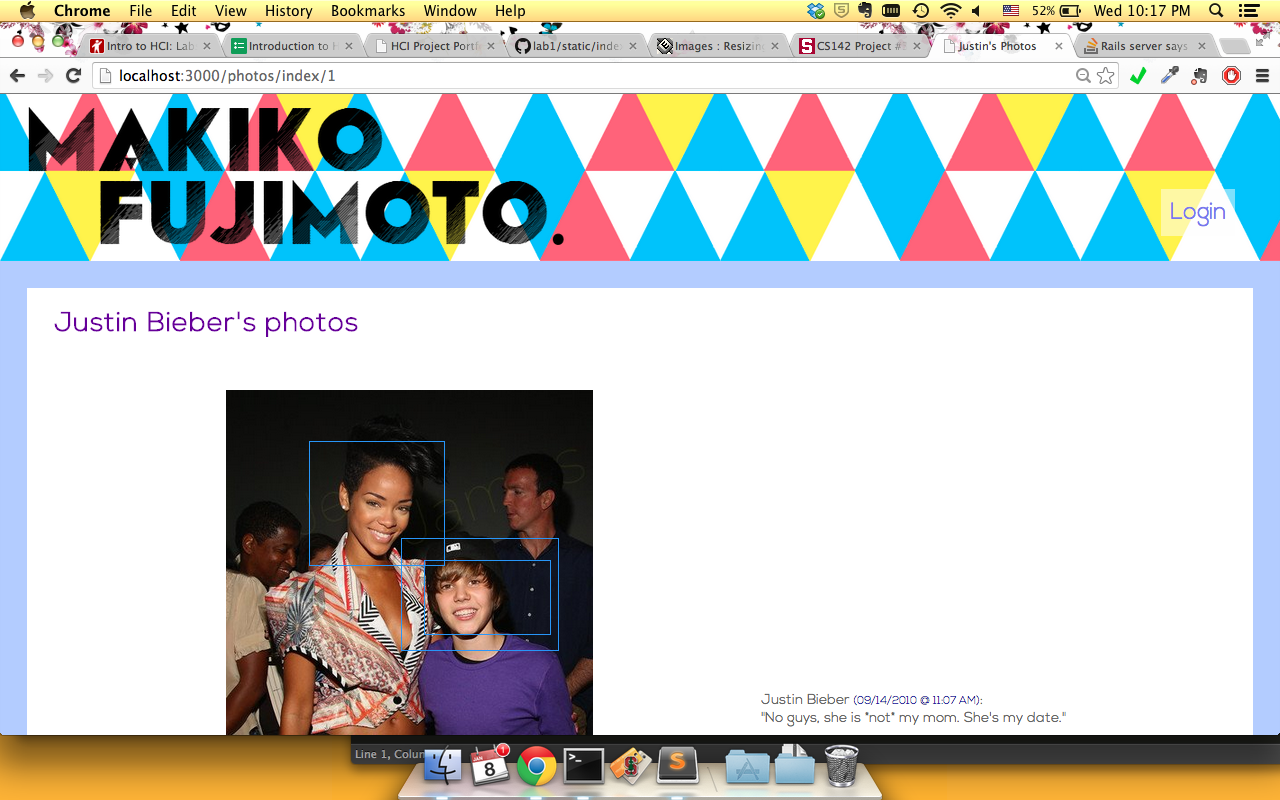 Chrome File Edit View History Bookmarks Window Help 52% Wed 10:17 PM
Intro to HCI: Lab Introduction to HCI Project Portf lab1/static/inde Images : Resizin CS142 Project # Justin's Photos Rails server says
localhost:3000/photos/index/1
MAKIKO
FUJIMOTO.
Login
Justin Bieber's photos
Justin Bieber (09/14/2010 @ 11:07 AM):
"No guys, she is *not* my mom. She's my date."
Line 1, Colum
JAN
8
1